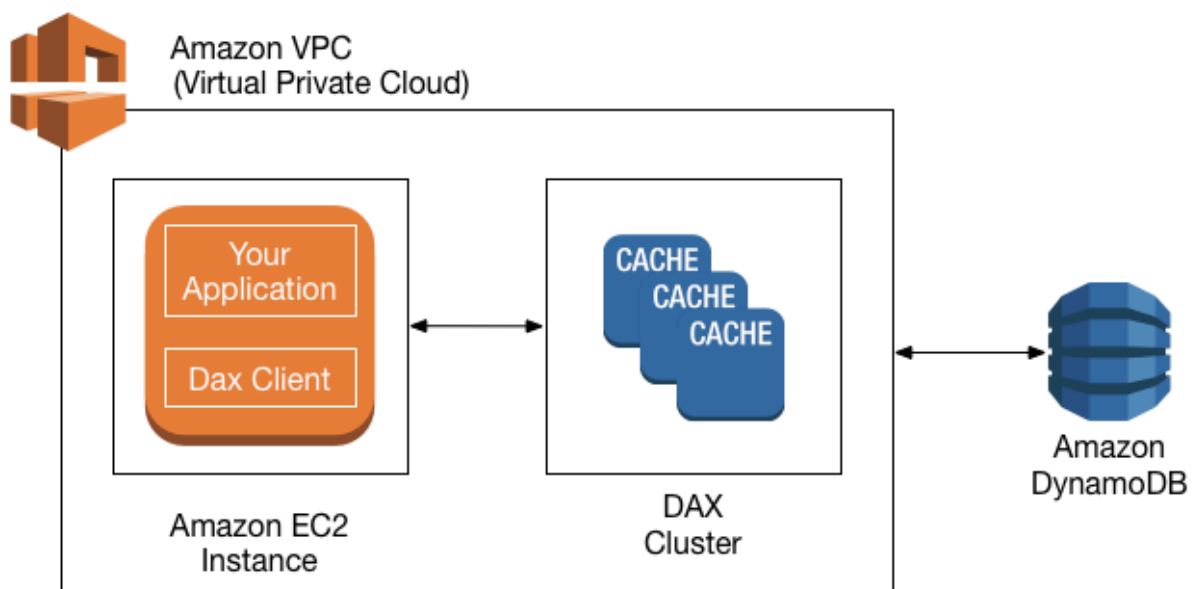 Amazon VPC
(Virtual Private Cloud)
Your
Application
Dax Client
CACHE
CACHE
CACHE
Amazon EC2
Instance
DAX
Cluster
Amazon
DynamoDB